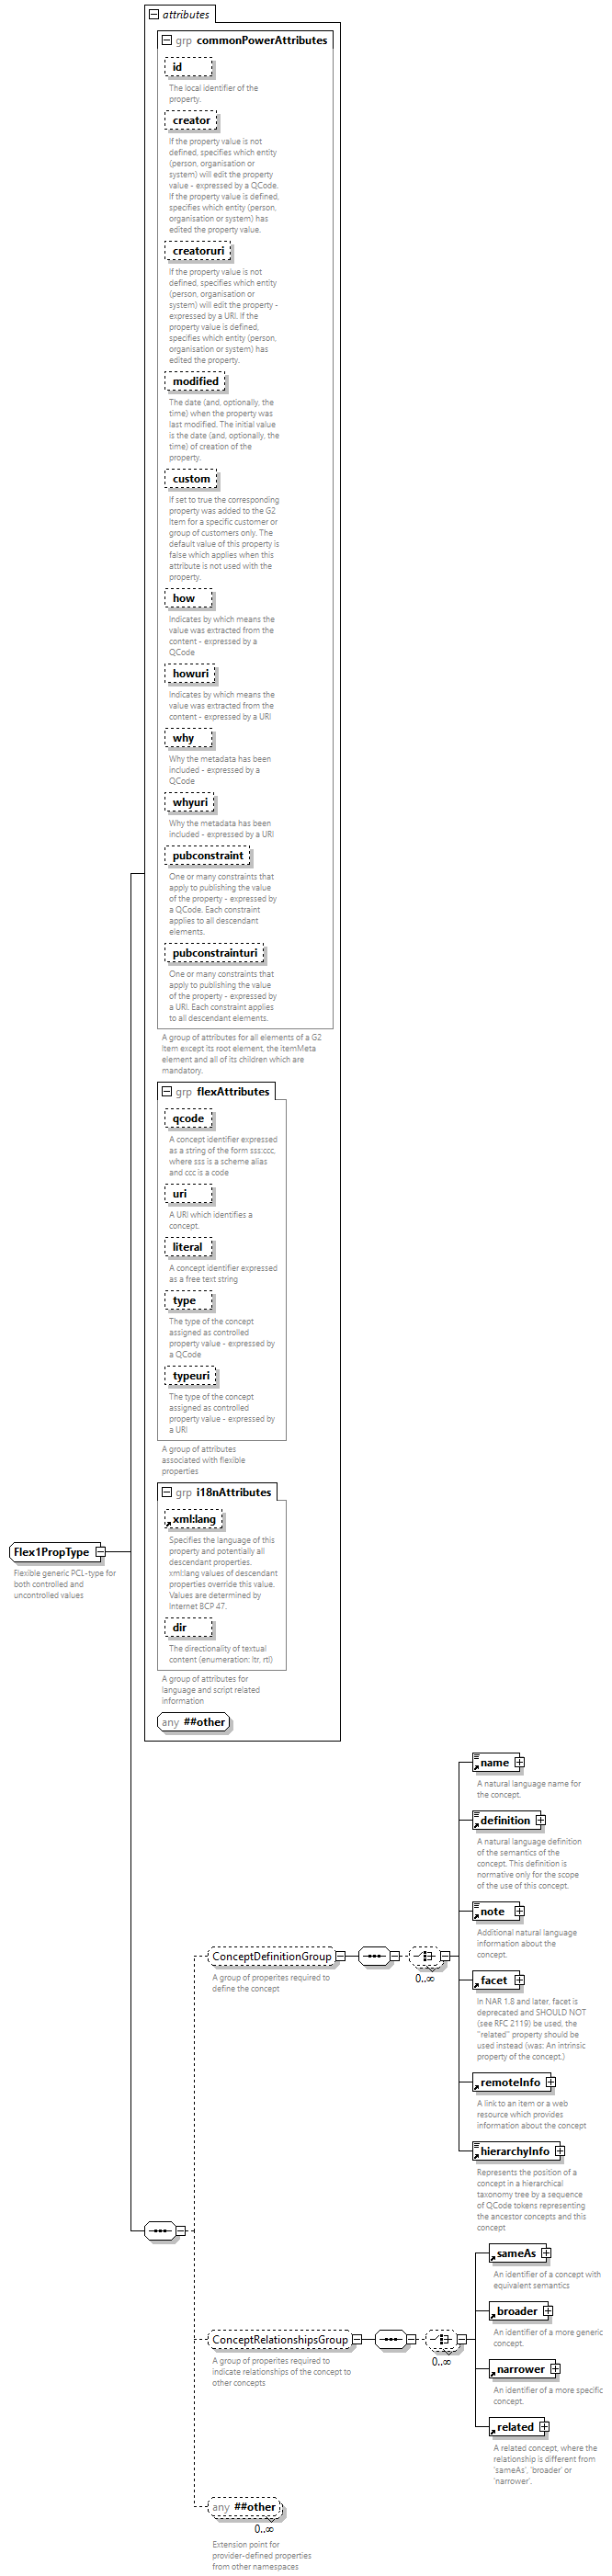 attributes
grp commonPowerAttributes
id
The local identifier of the
property.
creator
If the property value is not
defined, specifies which entity
(person, organisation or
system) will edit the property
value - expressed by a QCode.
If the property value is defined,
specifies which entity (person,
organisation or system) has
edited the property value.
creatoruri
If the property value is not
defined, specifies which entity
(person, organisation or
system) will edit the property -
expressed by a URI. If the
property value is defined,
specifies which entity (person,
organisation or system) has
edited the property.
modified
The date (and, optionally, the
time) when the property was
last modified. The initial value
is the date (and, optionally, the
time) of creation of the
property.
custom
If set to true the corresponding
property was added to the G2
Item for a specific customer or
group of customers only. The
default value of this property is
false which applies when this
attribute is not used with the
property.
how
Indicates by which means the
value was extracted from the
content - expressed by a
QCode
howuri
Indicates by which means the
value was extracted from the
content - expressed by a URI
why
Why the metadata has been
included - expressed by a
QCode
whyuri
Why the metadata has been
included - expressed by a URI
pubconstraint
One or many constraints that
apply to publishing the value
of the property - expressed by
a QCode. Each constraint
applies to all descendant
elements.
pubconstrainturi
One or many constraints that
apply to publishing the value
of the property - expressed by
a URI. Each constraint applies
to all descendant elements.
A group of attributes for all elements of a G2
Item except its root element, the itemMeta
element and all of its children which are
mandatory.
grp flexAttributes
qcode
A concept identifier expressed
as a string of the form sss:ccc,
where sss is a scheme alias
and ccc is a code
uri
A URI which identifies a
concept.
literal
A concept identifier expressed
as a free text string
type
The type of the concept
assigned as controlled
property value - expressed by
a QCode
typeuri
The type of the concept
assigned as controlled
property value - expressed by
a URI
A group of attributes
associated with flexible
properties
grp i18nAttributes
xml:lang
Specifies the language of this
property and potentially all
descendant properties.
xml:lang values of descendant
properties override this value.
Values are determined by
Internet BCP 47.
dir
The directionality of textual
content (enumeration: ltr, rtl)
A group of attributes for
language and script related
information
any ##other
Flex1PropType
Flexible generic PCL-type for
both controlled and
uncontrolled values
ConceptDefinitionGroup
0..∞
A group of properites required to
define the concept
name
A natural language name for
the concept.
definition
A natural language definition
of the semantics of the
concept. This definition is
normative only for the scope
of the use of this concept.
note
Additional natural language
information about the
concept.
facet
In NAR 1.8 and later, facet is
deprecated and SHOULD NOT
(see RFC 2119) be used, the
"related" property should be
used instead (was: An intrinsic
property of the concept.)
remoteInfo
A link to an item or a web
resource which provides
information about the concept
hierarchyInfo
Represents the position of a
concept in a hierarchical
taxonomy tree by a sequence
of QCode tokens representing
the ancestor concepts and this
concept
ConceptRelationshipsGroup
0..∞
A group of properites required to
indicate relationships of the concept to
other concepts
sameAs
An identifier of a concept with
equivalent semantics
broader
An identifier of a more generic
concept.
narrower
An identifier of a more specific
concept.
related
A related concept, where the
relationship is different from
'sameAs', 'broader' or
'narrower'.
any ##other
0..∞
Extension point for
provider-defined properties
from other namespaces